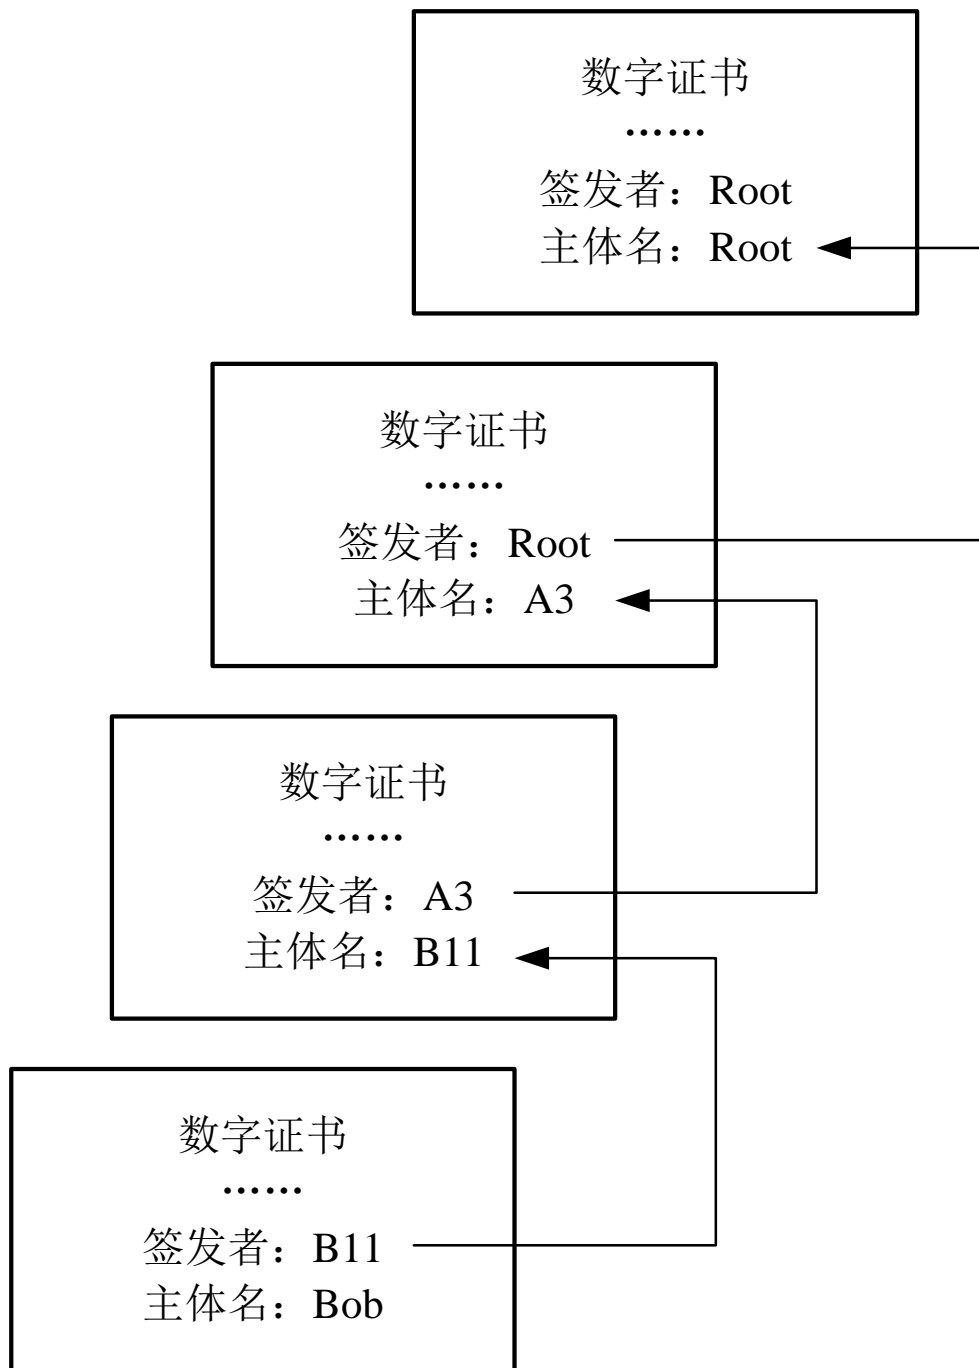 数字证书
……
签发者：Root
主体名：Root
数字证书
……
签发者：Root
主体名：A3
数字证书
……
签发者：A3
主体名：B11
数字证书
……
签发者：B11
主体名：Bob